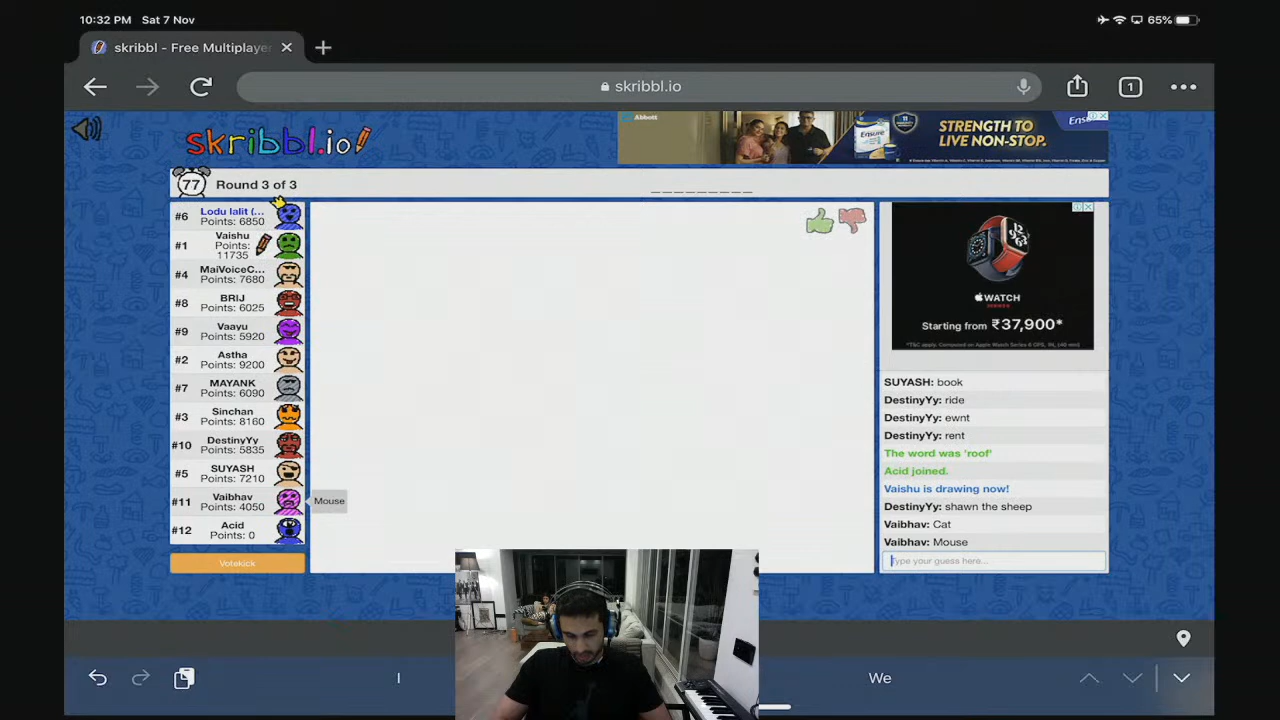 10:32 PM Sat 7 Nov
65%
skribbl - Free Multiplaye
skribbl.io
1
skribbl.io!
Abbott
STRENGTH TO
LIVE NON-STOP.
Ensure
77
Round 3 of 3
_ _ _ _ _ _ _ _ _
#6 Lodu lalit (...
Points: 6850
#1 Vaishu
Points:
11735
#4 MaiVoiceC...
Points: 7680
#8 BRIJ
Points: 6025
#9 Vaayu
Points: 5920
#2 Astha
Points: 9200
#7 MAYANK
Points: 6090
#3 Sinchan
Points: 8160
#10 DestinyYy
Points: 5835
#5 SUYASH
Points: 7210
#11 Vaibhav
Points: 4050
Mouse
#12 Acid
Points: 0
Votekick
WATCH
Starting from ₹37,900*
SUYASH: book
DestinyYy: ride
DestinyYy: ewnt
DestinyYy: rent
The word was 'roof'
Acid joined.
Vaishu is drawing now!
DestinyYy: shawn the sheep
Vaibhav: Cat
Vaibhav: Mouse
Type your guess here...
I
We